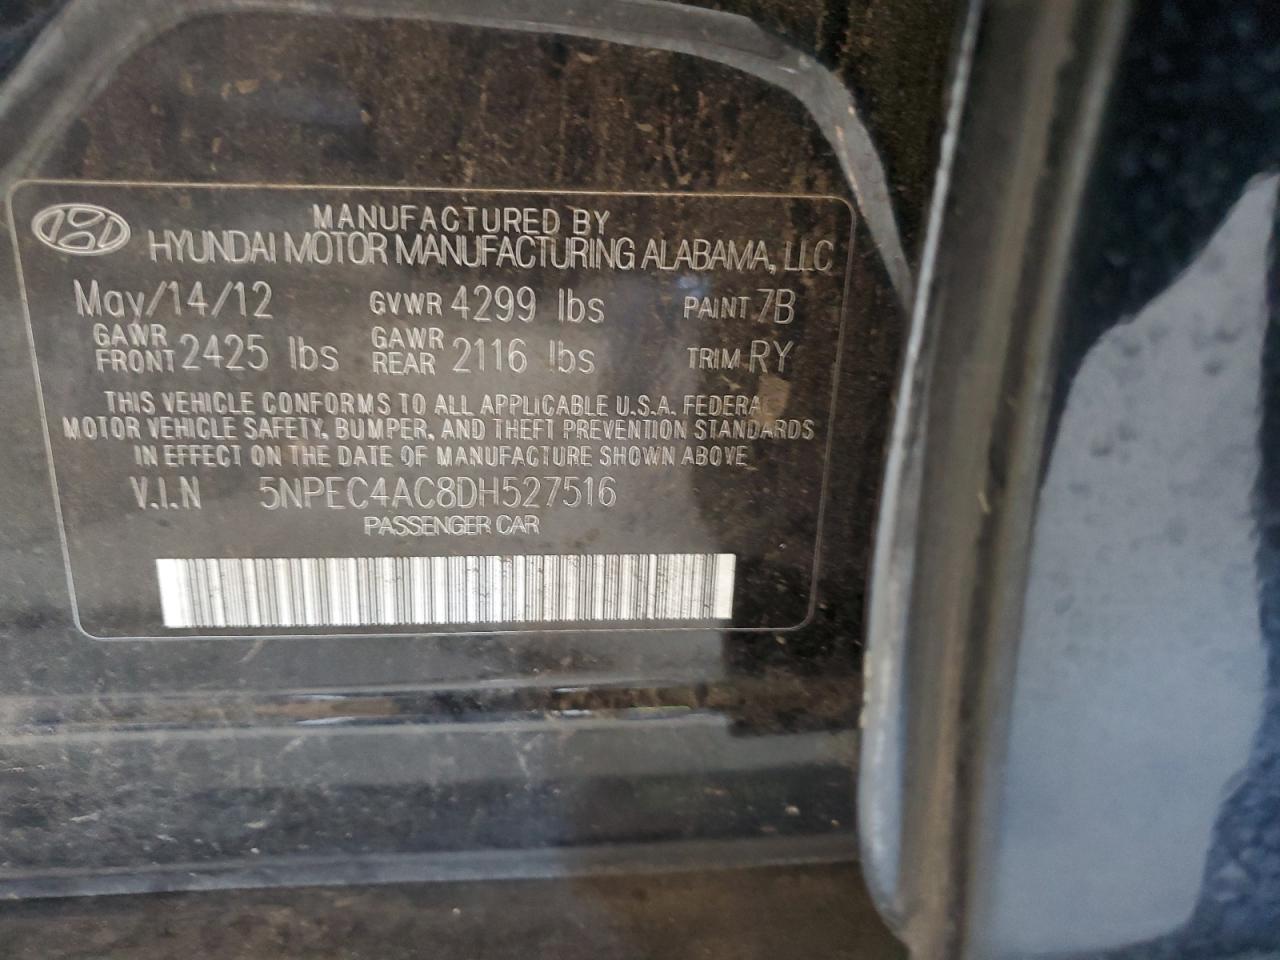 MANUFACTURED BY
HYUNDAI MOTOR MANUFACTURING ALABAMA, LLC
May/14/12 GVWR 4299 lbs PAINT 7B
GAWR FRONT 2425 lbs GAWR REAR 2116 lbs TRIM RY
THIS VEHICLE CONFORMS TO ALL APPLICABLE U.S.A. FEDERAL
MOTOR VEHICLE SAFETY, BUMPER, AND THEFT PREVENTION STANDARDS
IN EFFECT ON THE DATE OF MANUFACTURE SHOWN ABOVE
V.I.N 5NPEC4AC8DH527516
PASSENGER CAR